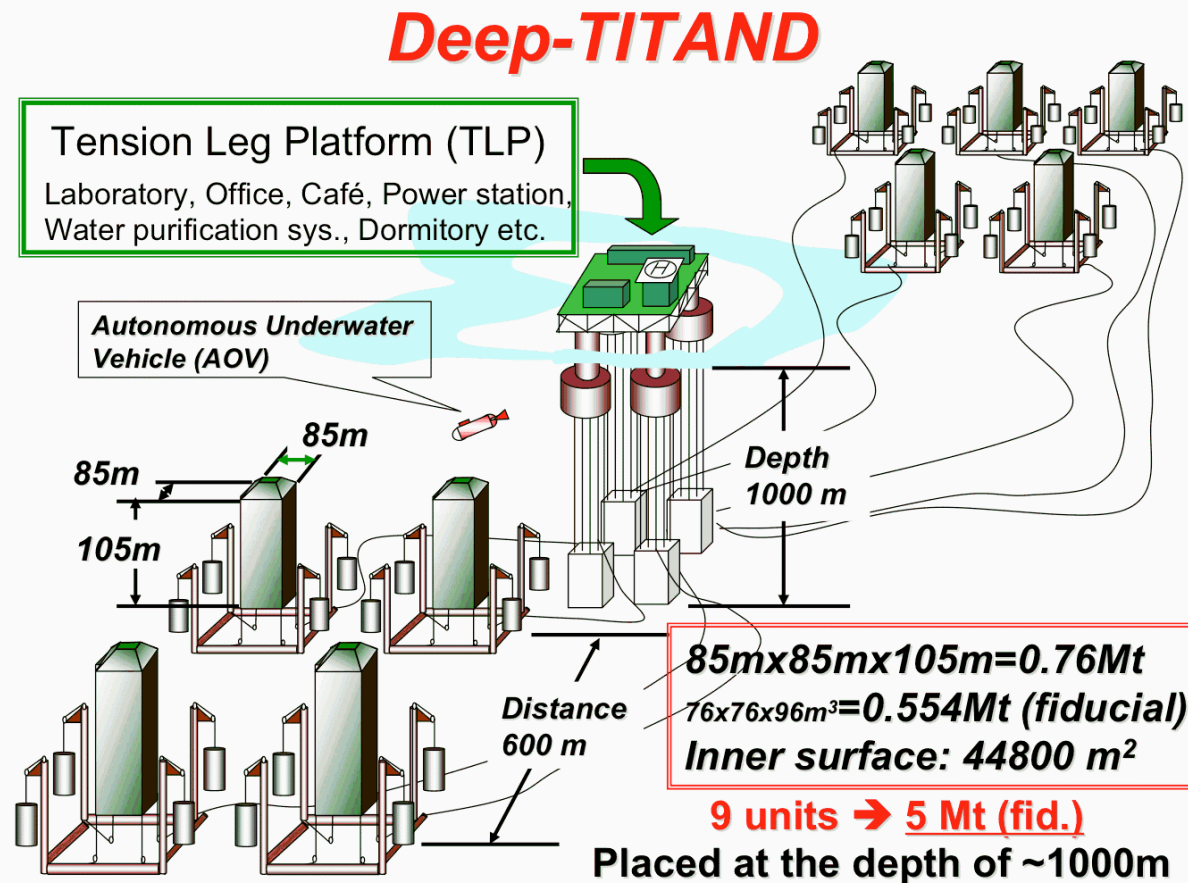 Deep-TITAND
Tension Leg Platform (TLP)
Laboratory, Office, Café, Power station,
Water purification sys., Dormitory etc.
H
Autonomous Underwater
Vehicle (AOV)
85m
85m
105m
Depth
1000 m
Distance
600 m
85mx85mx105m=0.76Mt
76x76x96m³=0.554Mt (fiducial)
Inner surface: 44800 m²
9 units ➔ 5 Mt (fid.)
Placed at the depth of ~1000m